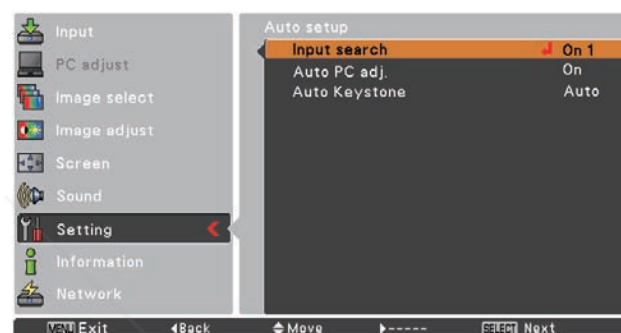 Input
PC adjust
Image select
Image adjust
Screen
Sound
Setting
Information
Network
Auto setup
Input search On 1
Auto PC adj. On
Auto Keystone Auto
MENU Exit Back Move ----- SELECT Next